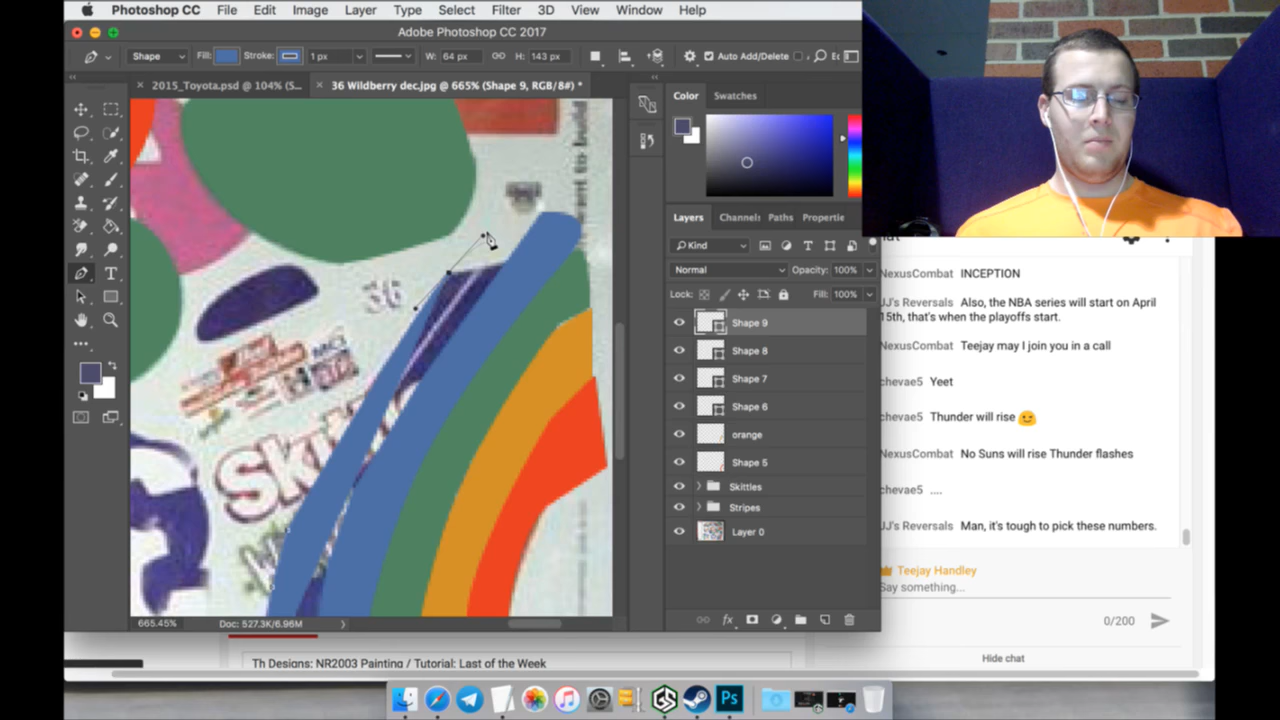 Photoshop CC File Edit Image Layer Type Select Filter 3D View Window Help
Adobe Photoshop CC 2017
Shape Fill: Stroke: 1 px W: 64 px H: 143 px Auto Add/Delete
2015_Toyota.psd @ 104% (S... 36 Wildberry dec.jpg @ 665% (Shape 9, RGB/8#) *
Color Swatches
want to build
36
Skitt
Layers Channels Paths Propertie
Kind
Normal Opacity: 100%
Lock: Fill: 100%
Shape 9
Shape 8
Shape 7
Shape 6
orange
Shape 5
Skittles
Stripes
Layer 0
665.45% Doc: 527.3K/6.96M
NexusCombat INCEPTION
JJ's Reversals Also, the NBA series will start on April
15th, that's when the playoffs start.
NexusCombat Teejay may I join you in a call
chevae5 Yeet
chevae5 Thunder will rise
NexusCombat No Suns will rise Thunder flashes
chevae5 ....
JJ's Reversals Man, it's tough to pick these numbers.
Teejay Handley
Say something...
0/200
Hide chat
Th Designs: NR2003 Painting / Tutorial: Last of the Week
Ps